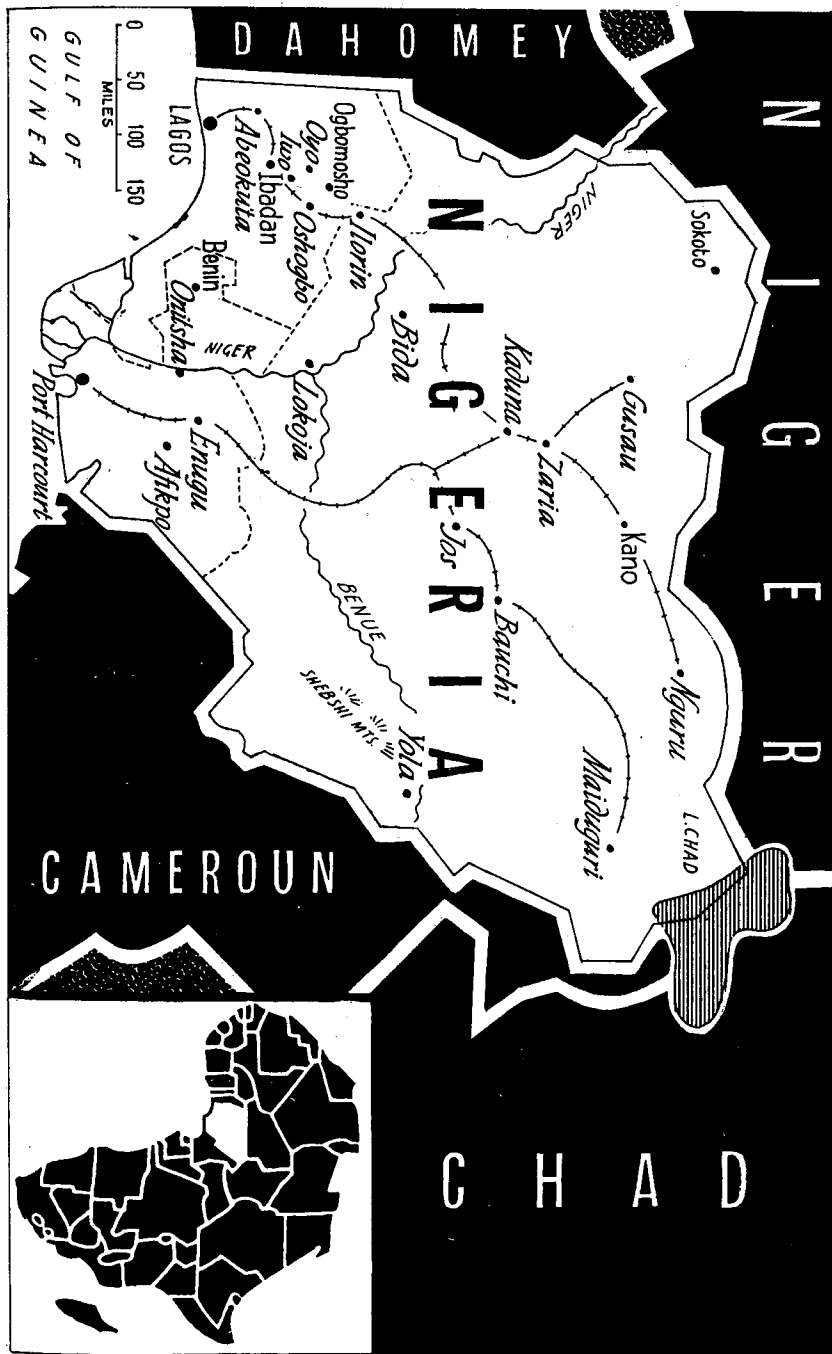 NIGER
DAHOMEY
NIGERIA
CHAD
CAMEROUN
Sokoto
NIGER
Gusau
Kano
Nguru
L.CHAD
Zaria
Kaduna
Maiduguri
Bauchi
Jos
Bida
Yola
SHEBSHI MTS.
BENUE
Ilorin
Ogbomosho
Oyo
Oshogbo
Iwo
Ibadan
Abeokuta
LAGOS
Lokoja
NIGER
Benin
Onitsha
Enugu
Afikpo
Port Harcourt
0 50 100 150
MILES
GULF OF
GUINEA